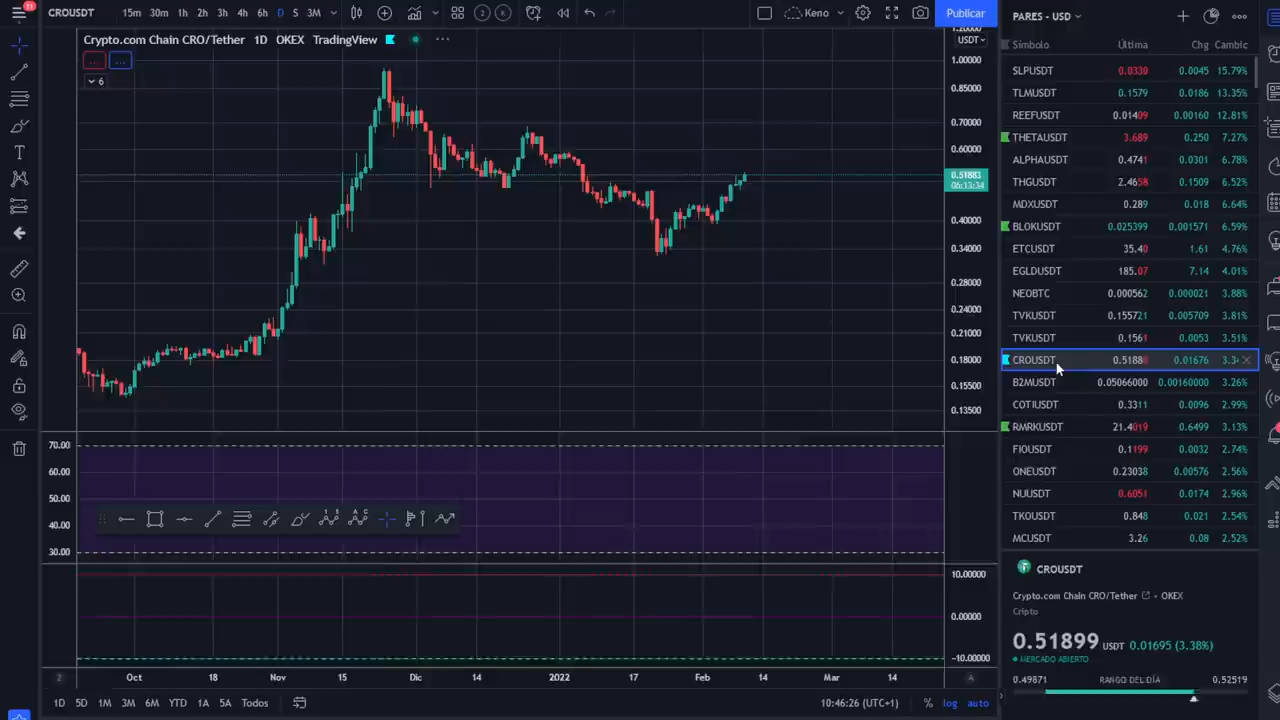 11
CROUSDT 15m 30m 1h 2h 3h 4h 6h D S 3M Keno Publicar
Crypto.com Chain CRO/Tether 1D OKEX TradingView
USDT
6
1.00000
0.85000
0.70000
0.60000
0.51883
06:13:34
0.40000
0.34000
0.28000
0.24000
0.21000
0.18000
0.15500
0.13500
70.00
60.00
50.00
40.00
30.00
10.00000
0.00000
-10.00000
Oct 18 Nov 15 Dic 14 2022 17 Feb 14 Mar 14
1D 5D 1M 3M 6M YTD 1A 5A Todos 10:46:26 (UTC+1) % log auto
PARES - USD
Símbolo Última Chg Cambic
SLPUSDT 0.0330 0.0045 15.79%
TLMUSDT 0.1579 0.0186 13.35%
REEFUSDT 0.01409 0.00160 12.81%
THETAUSDT 3.689 0.250 7.27%
ALPHAUSDT 0.4741 0.0301 6.78%
THGUSDT 2.4658 0.1509 6.52%
MDXUSDT 0.289 0.018 6.64%
BLOKUSDT 0.025399 0.001571 6.59%
ETCUSDT 35.40 1.61 4.76%
EGLDUSDT 185.07 7.14 4.01%
NEOBTC 0.000562 0.000021 3.88%
TVKUSDT 0.155721 0.005709 3.81%
TVKUSDT 0.1561 0.0053 3.51%
CROUSDT 0.5188 0.01676
B2MUSDT 0.05066000 0.00160000 3.26%
COTIUSDT 0.3311 0.0096 2.99%
RMRKUSDT 21.4019 0.6499 3.13%
FIOUSDT 0.1199 0.0032 2.74%
ONEUSDT 0.23038 0.00576 2.56%
NUUSDT 0.6051 0.0174 2.96%
TKOUSDT 0.848 0.021 2.54%
MCUSDT 3.26 0.08 2.52%
CROUSDT
Crypto.com Chain CRO/Tether • OKEX
Cripto
0.51899 USDT 0.01695 (3.38%)
MERCADO ABIERTO
0.49871 RANGO DEL DÍA 0.52519